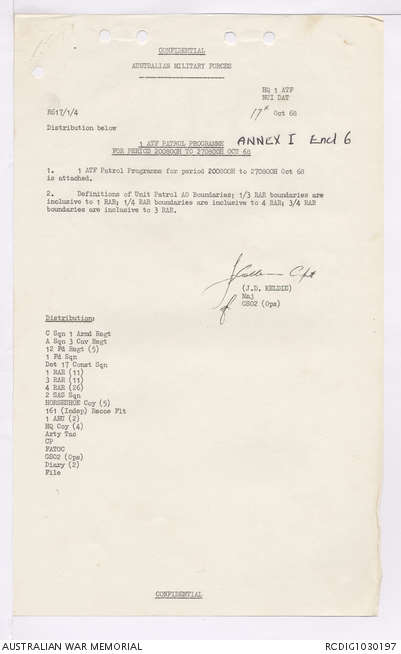 CONFIDENTIAL
AUSTRALIAN MILITARY FORCES
HQ 1 ATF
NUI DAT
R617/1/4
17th Oct 68
Distribution below
1 ATF PATROL PROGRAMME
FOR PERIOD 200800H TO 270800H OCT 68
ANNEX I Encl 6
1. 1 ATF Patrol Programme for period 200800H to 270800H Oct 68
is attached.
2. Definitions of Unit Patrol AO Boundaries; 1/3 RAR boundaries are
inclusive to 1 RAR; 1/4 RAR boundaries are inclusive to 4 RAR; 3/4 RAR
boundaries are inclusive to 3 RAR.
Capt
for
(J.D. KELDIE)
Maj
GSO2 (Ops)
Distribution:
C Sqn 1 Armd Regt
A Sqn 3 Cav Regt
12 Fd Regt (5)
1 Fd Sqn
Det 17 Const Sqn
1 RAR (11)
3 RAR (11)
4 RAR (26)
2 SAS Sqn
HORSESHOE Coy (5)
161 (Indep) Recce Flt
1 AHU (2)
HQ Coy (4)
Arty Tac
CP
FATOC
GSO2 (Ops)
Diary (2)
File
CONFIDENTIAL
AUSTRALIAN WAR MEMORIAL
RCDIG1030197